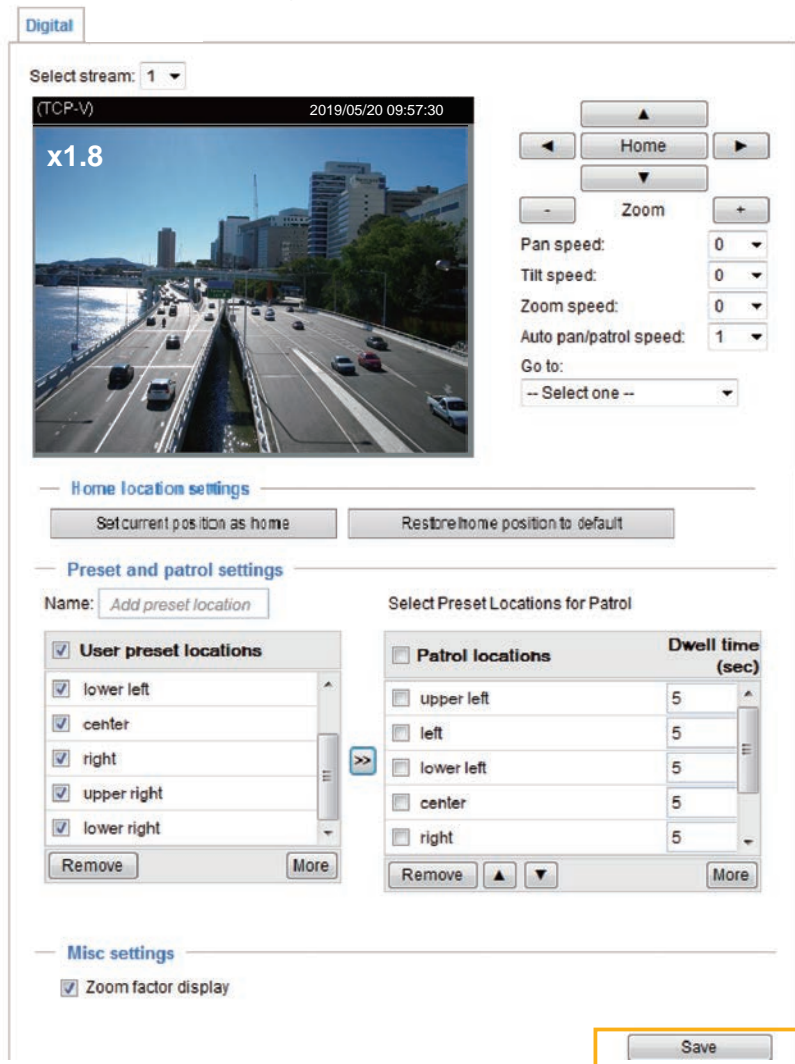 Digital
Select stream: 1
(TCP-V) 2019/05/20 09:57:30
x1.8
Home
- Zoom +
Pan speed: 0
Tilt speed: 0
Zoom speed: 0
Auto pan/patrol speed: 1
Go to:
-- Select one --
Home location settings
Set current position as home Restore home position to default
Preset and patrol settings
Name: Add preset location Select Preset Locations for Patrol
User preset locations
lower left
center
right
upper right
lower right
Remove More
>>
Patrol locations Dwell time (sec)
upper left 5
left 5
lower left 5
center 5
right 5
Remove More
Misc settings
Zoom factor display
Save